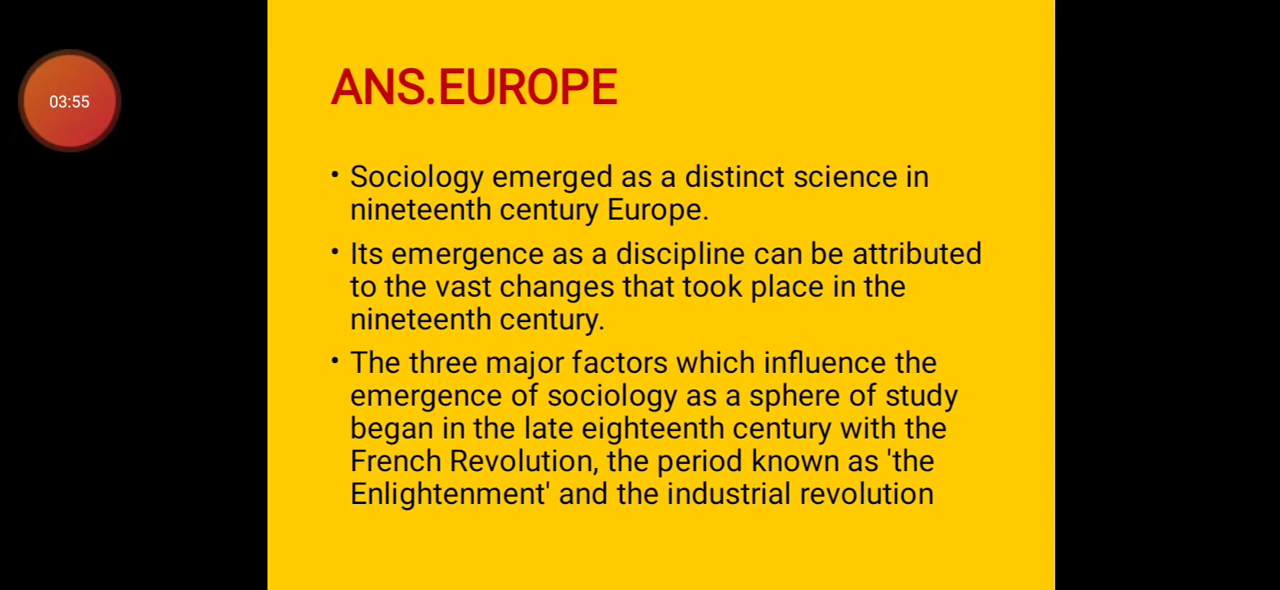 03:55
ANS.EUROPE
• Sociology emerged as a distinct science in
nineteenth century Europe.
• Its emergence as a discipline can be attributed
to the vast changes that took place in the
nineteenth century.
• The three major factors which influence the
emergence of sociology as a sphere of study
began in the late eighteenth century with the
French Revolution, the period known as 'the
Enlightenment' and the industrial revolution